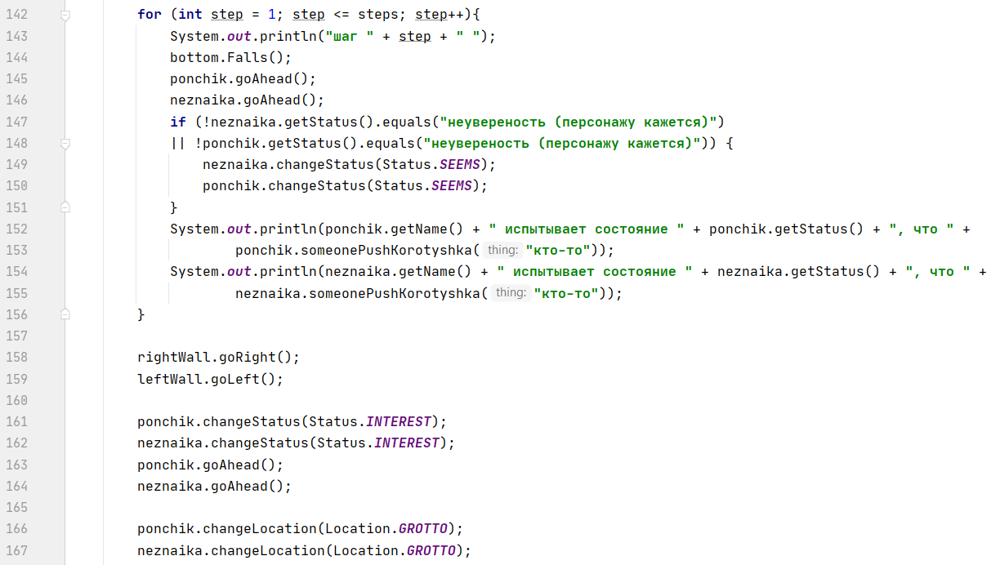 142 for (int step = 1; step <= steps; step++){
143 System.out.println("шаг " + step + " ");
144 bottom.Falls();
145 ponchik.goAhead();
146 neznaika.goAhead();
147 if (!neznaika.getStatus().equals("неувереность (персонажу кажется)")
148 || !ponchik.getStatus().equals("неувереность (персонажу кажется)")) {
149 neznaika.changeStatus(Status.SEEMS);
150 ponchik.changeStatus(Status.SEEMS);
151 }
152 System.out.println(ponchik.getName() + " испытывает состояние " + ponchik.getStatus() + ", что " +
153 ponchik.someonePushKorotyshka( thing: "кто-то"));
154 System.out.println(neznaika.getName() + " испытывает состояние " + neznaika.getStatus() + ", что " +
155 neznaika.someonePushKorotyshka( thing: "кто-то"));
156 }
157
158 rightWall.goRight();
159 leftWall.goLeft();
160
161 ponchik.changeStatus(Status.INTEREST);
162 neznaika.changeStatus(Status.INTEREST);
163 ponchik.goAhead();
164 neznaika.goAhead();
165
166 ponchik.changeLocation(Location.GROTTO);
167 neznaika.changeLocation(Location.GROTTO);